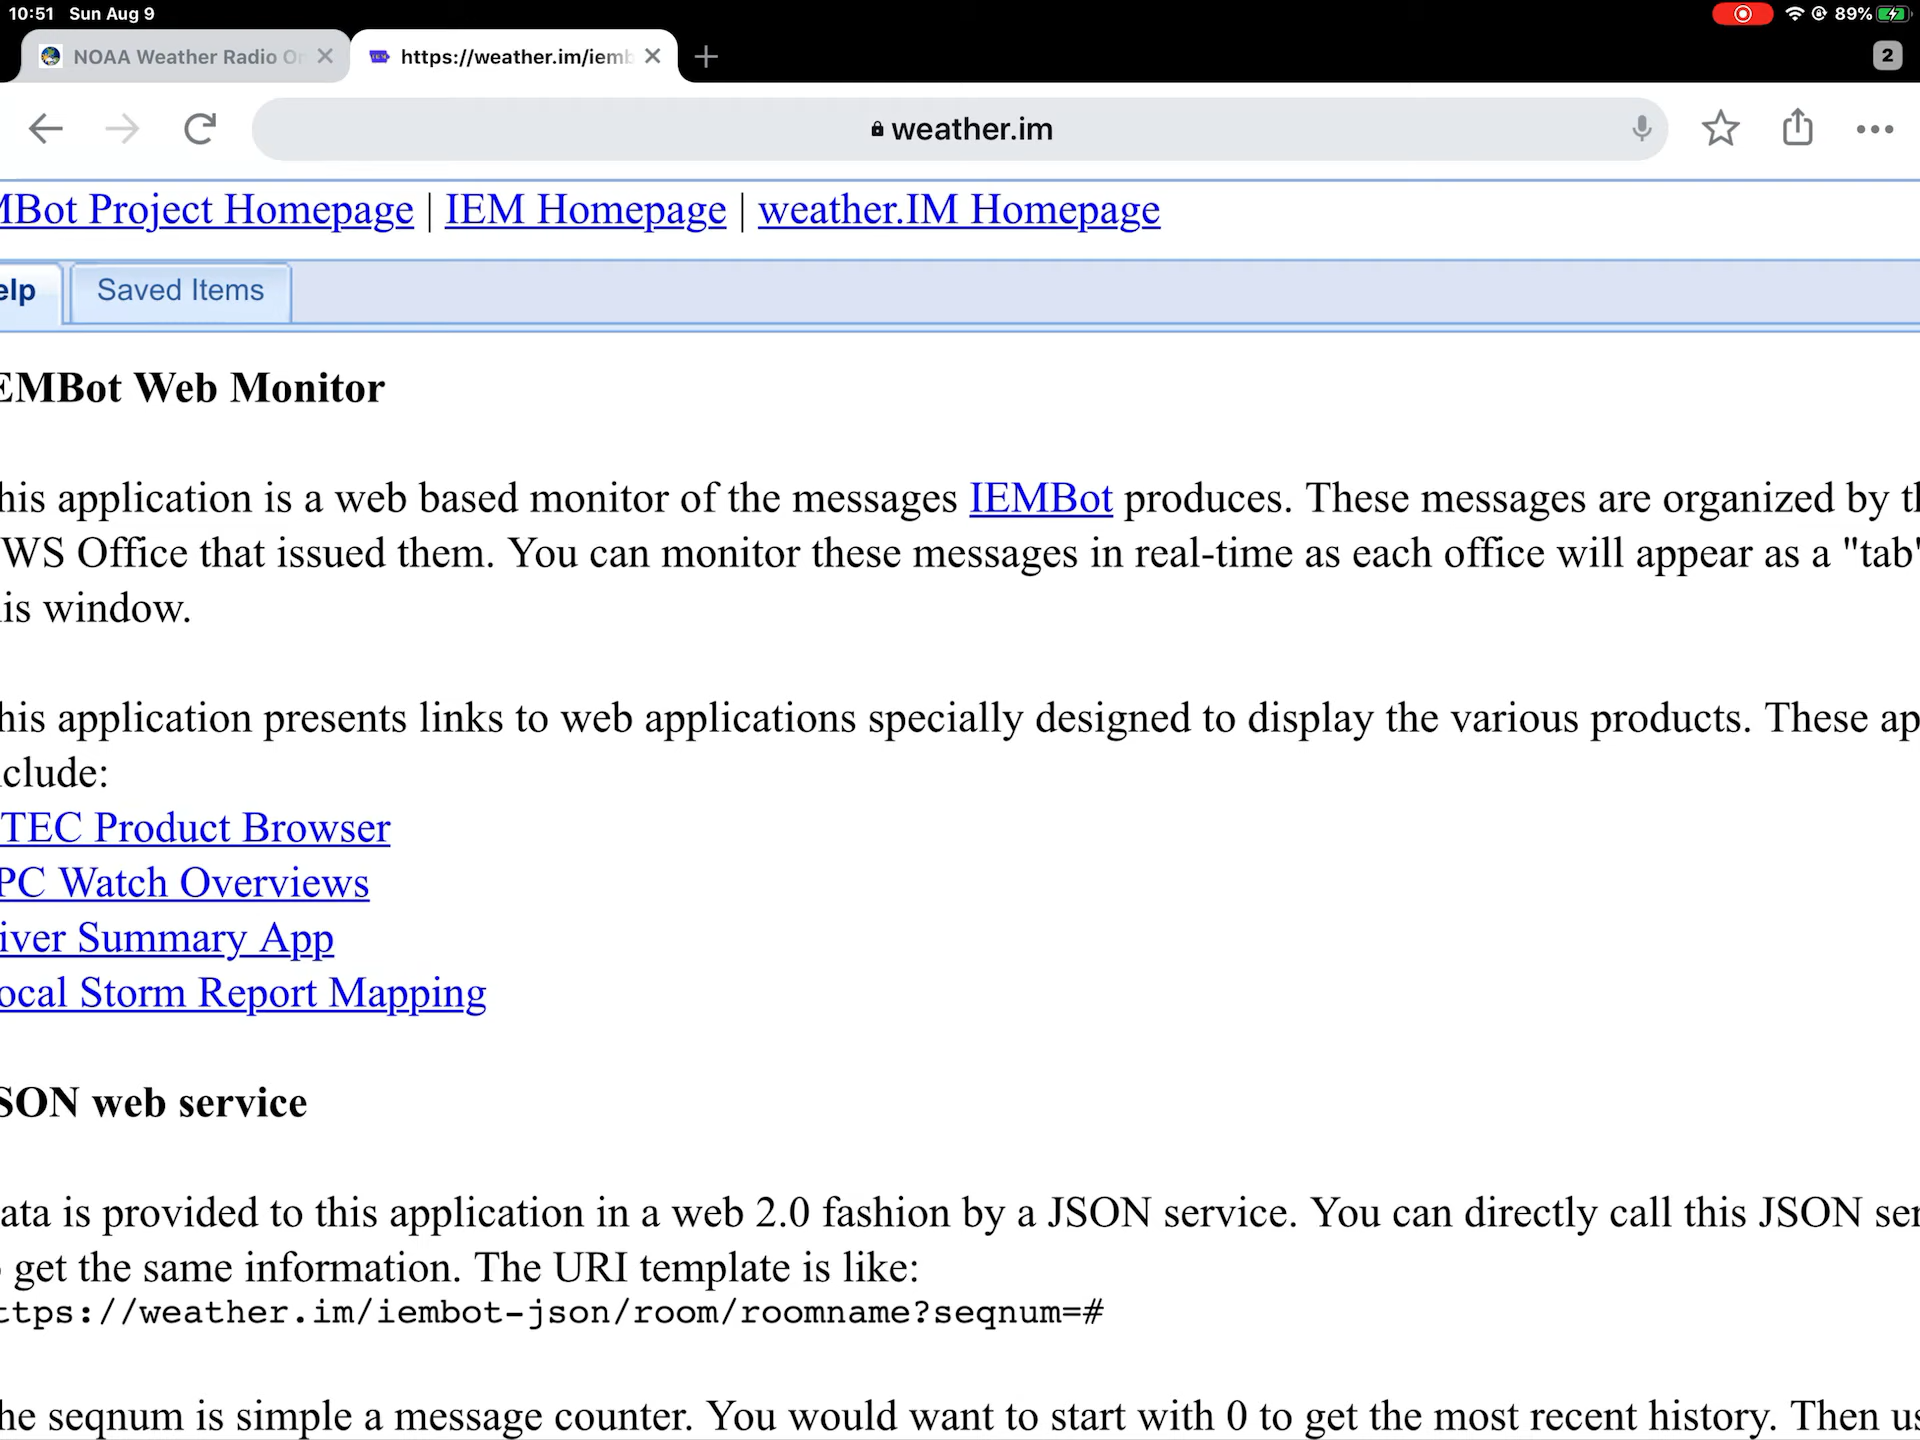 10:51 Sun Aug 9 89%
NOAA Weather Radio Or https://weather.im/iemb 2
weather.im
MBot Project Homepage | IEM Homepage | weather.IM Homepage
elp Saved Items
EMBot Web Monitor
his application is a web based monitor of the messages IEMBot produces. These messages are organized by th
WS Office that issued them. You can monitor these messages in real-time as each office will appear as a "tab"
is window.
his application presents links to web applications specially designed to display the various products. These ap
clude:
TEC Product Browser
PC Watch Overviews
iver Summary App
ocal Storm Report Mapping
SON web service
ata is provided to this application in a web 2.0 fashion by a JSON service. You can directly call this JSON ser
get the same information. The URI template is like:
ttps://weather.im/iembot-json/room/roomname?seqnum=#
he seqnum is simple a message counter. You would want to start with 0 to get the most recent history. Then us